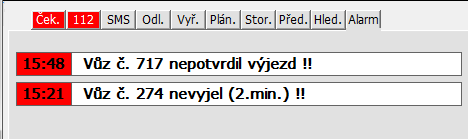 Ček. 112 SMS Odl. Vyř. Plán. Stor. Před. Hled. Alarm
15:48 Vůz č. 717 nepotvrdil výjezd !!
15:21 Vůz č. 274 nevyjel (2.min.) !!